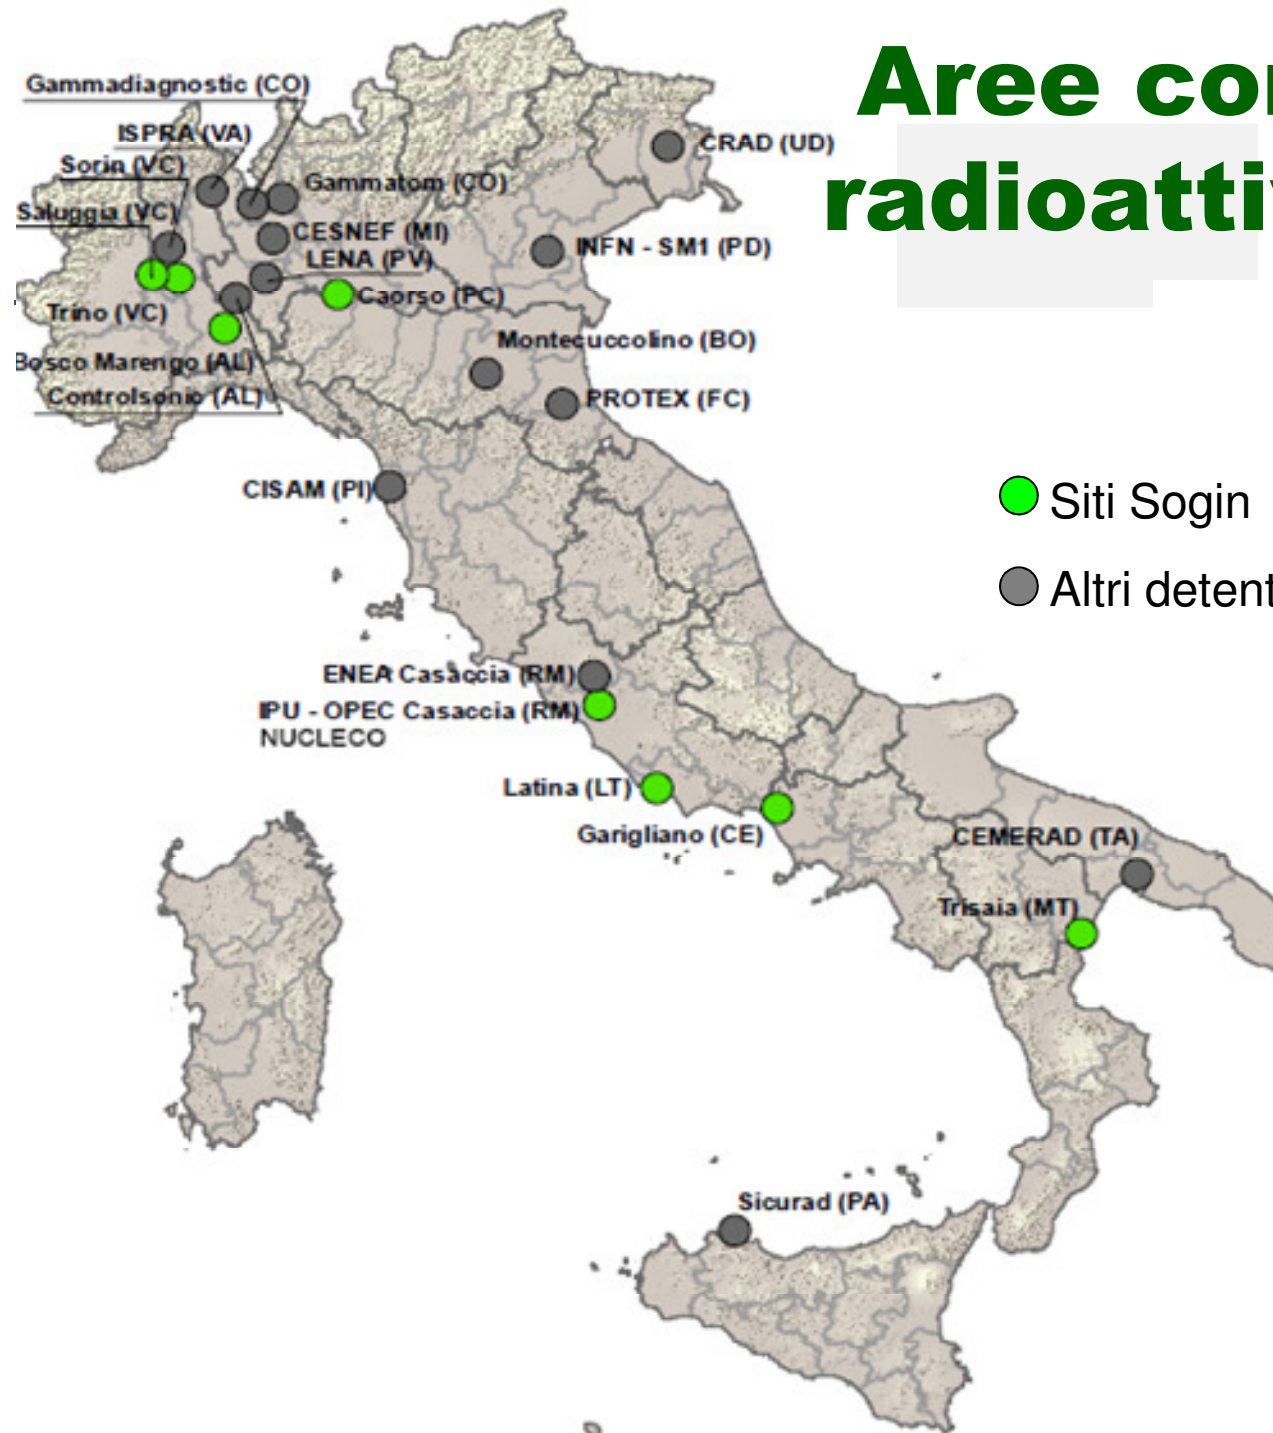 Aree co
radioatti
Gammadiagnostic (CO)
ISPRA (VA)
Sorin (VC)
Saluggia (VC)
CRAD (UD)
Gammatom (CO)
CESNEF (MI)
LENA (PV)
INFN - SM1 (PD)
Caorso (PC)
Trino (VC)
Montecuccolino (BO)
Bosco Marengo (AL)
Controlsonic (AL)
PROTEX (FC)
CISAM (PI)
Siti Sogin
Altri detent
ENEA Casaccia (RM)
IPU - OPEC Casaccia (RM)
NUCLECO
Latina (LT)
Garigliano (CE)
CEMERAD (TA)
Trisaia (MT)
Sicurad (PA)